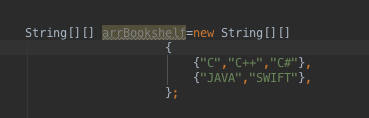 String[][] arrBookshelf=new String[][]
{
{"C","C++","C#"},
{"JAVA","SWIFT"},
};